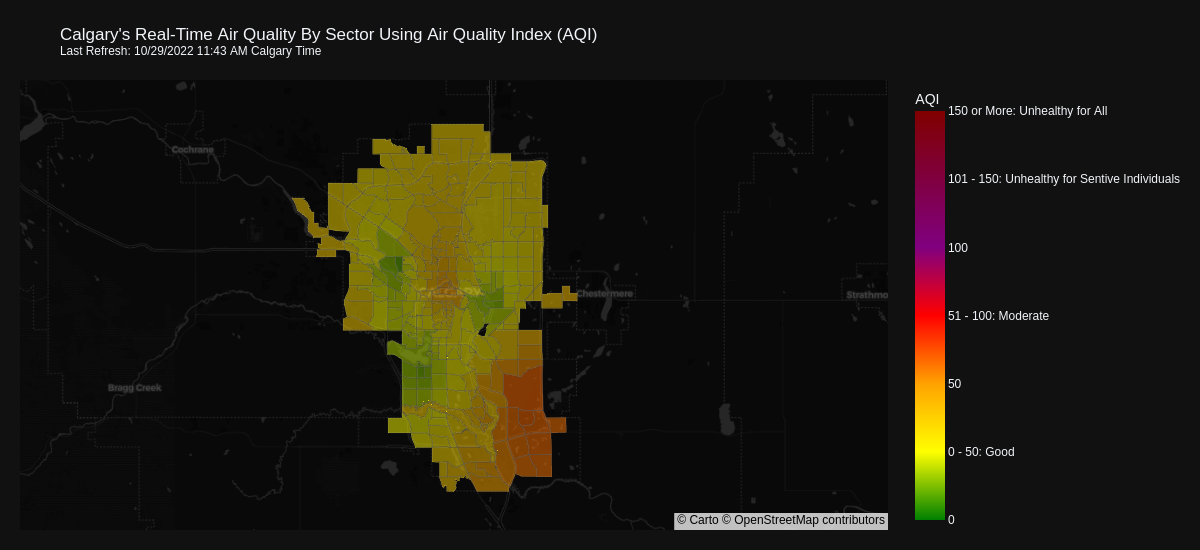 Calgary's Real-Time Air Quality By Sector Using Air Quality Index (AQI)
Last Refresh: 10/29/2022 11:43 AM Calgary Time
AQI
150 or More: Unhealthy for All
101 - 150: Unhealthy for Sentive Individuals
100
51 - 100: Moderate
50
0 - 50: Good
0
Cochrane
Chestermere
Strathmo
Bragg Creek
© Carto © OpenStreetMap contributors